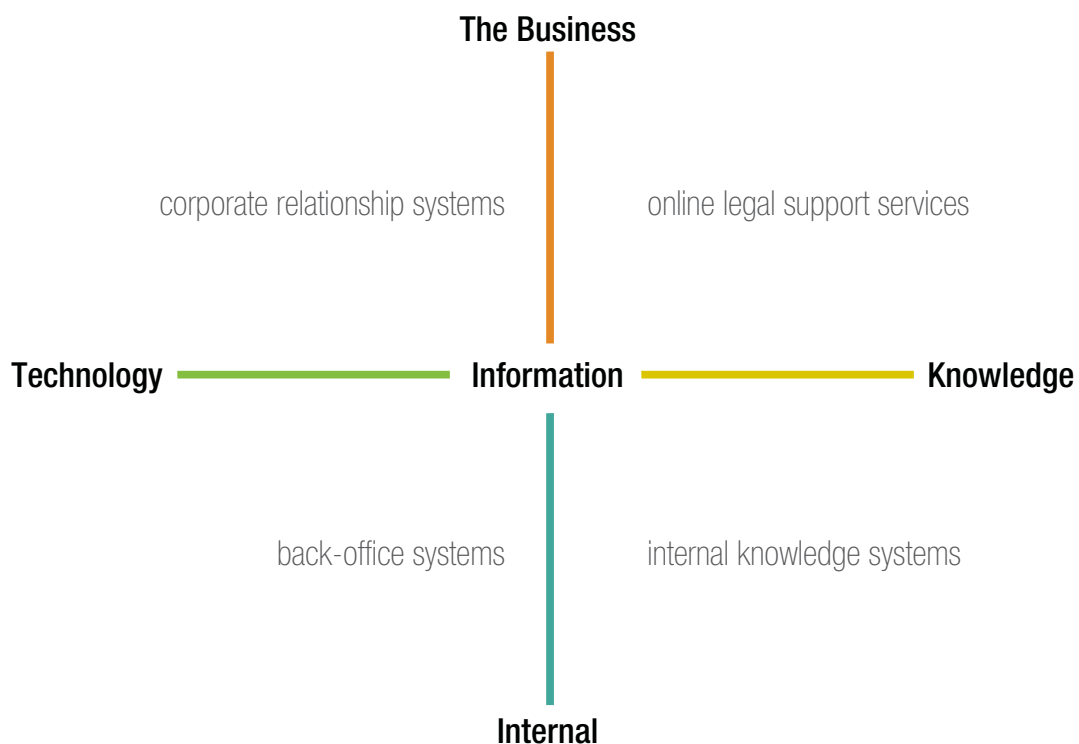 The Business
corporate relationship systems
online legal support services
Technology
Information
Knowledge
back-office systems
internal knowledge systems
Internal